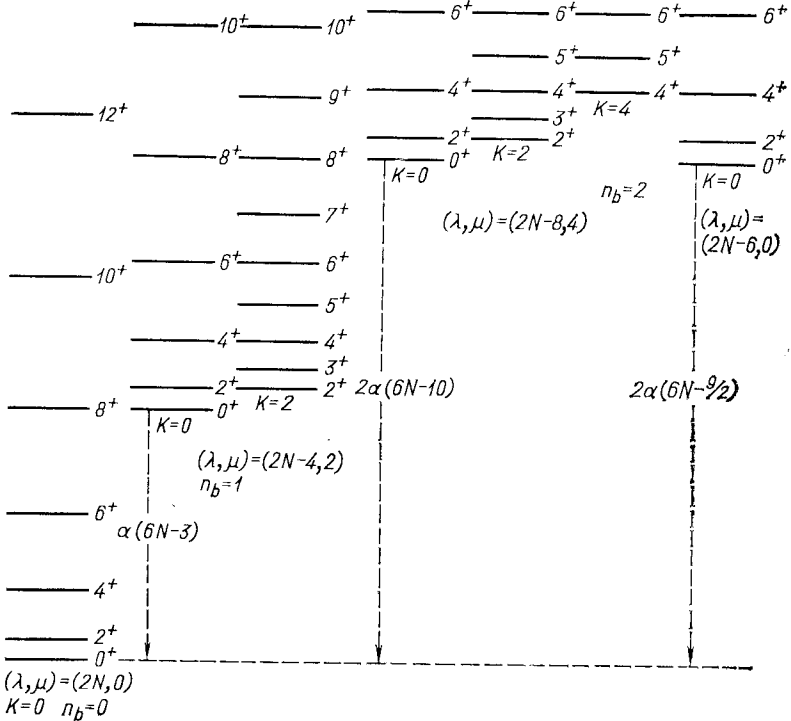 10⁺ 10⁺ 6⁺ 6⁺ 6⁺ 6⁺
5⁺ 5⁺
9⁺ 4⁺ 4⁺ 4⁺ 4⁺
12⁺ 3⁺ K=4
2⁺ 2⁺ 2⁺
8⁺ 8⁺ 0⁺ K=2 0⁺
K=0 K=0
n_b=2
7⁺ (λ,μ)=(2N-8,4) (λ,μ)=
(2N-6,0)
10⁺ 6⁺ 6⁺
5⁺
4⁺ 4⁺
3⁺
2⁺ 2⁺ 2α(6N-10) 2α(6N-9/2)
8⁺ 0⁺ K=2
K=0
(λ,μ)=(2N-4,2)
n_b=1
6⁺
α(6N-3)
4⁺
2⁺
0⁺
(λ,μ)=(2N,0)
K=0 n_b=0